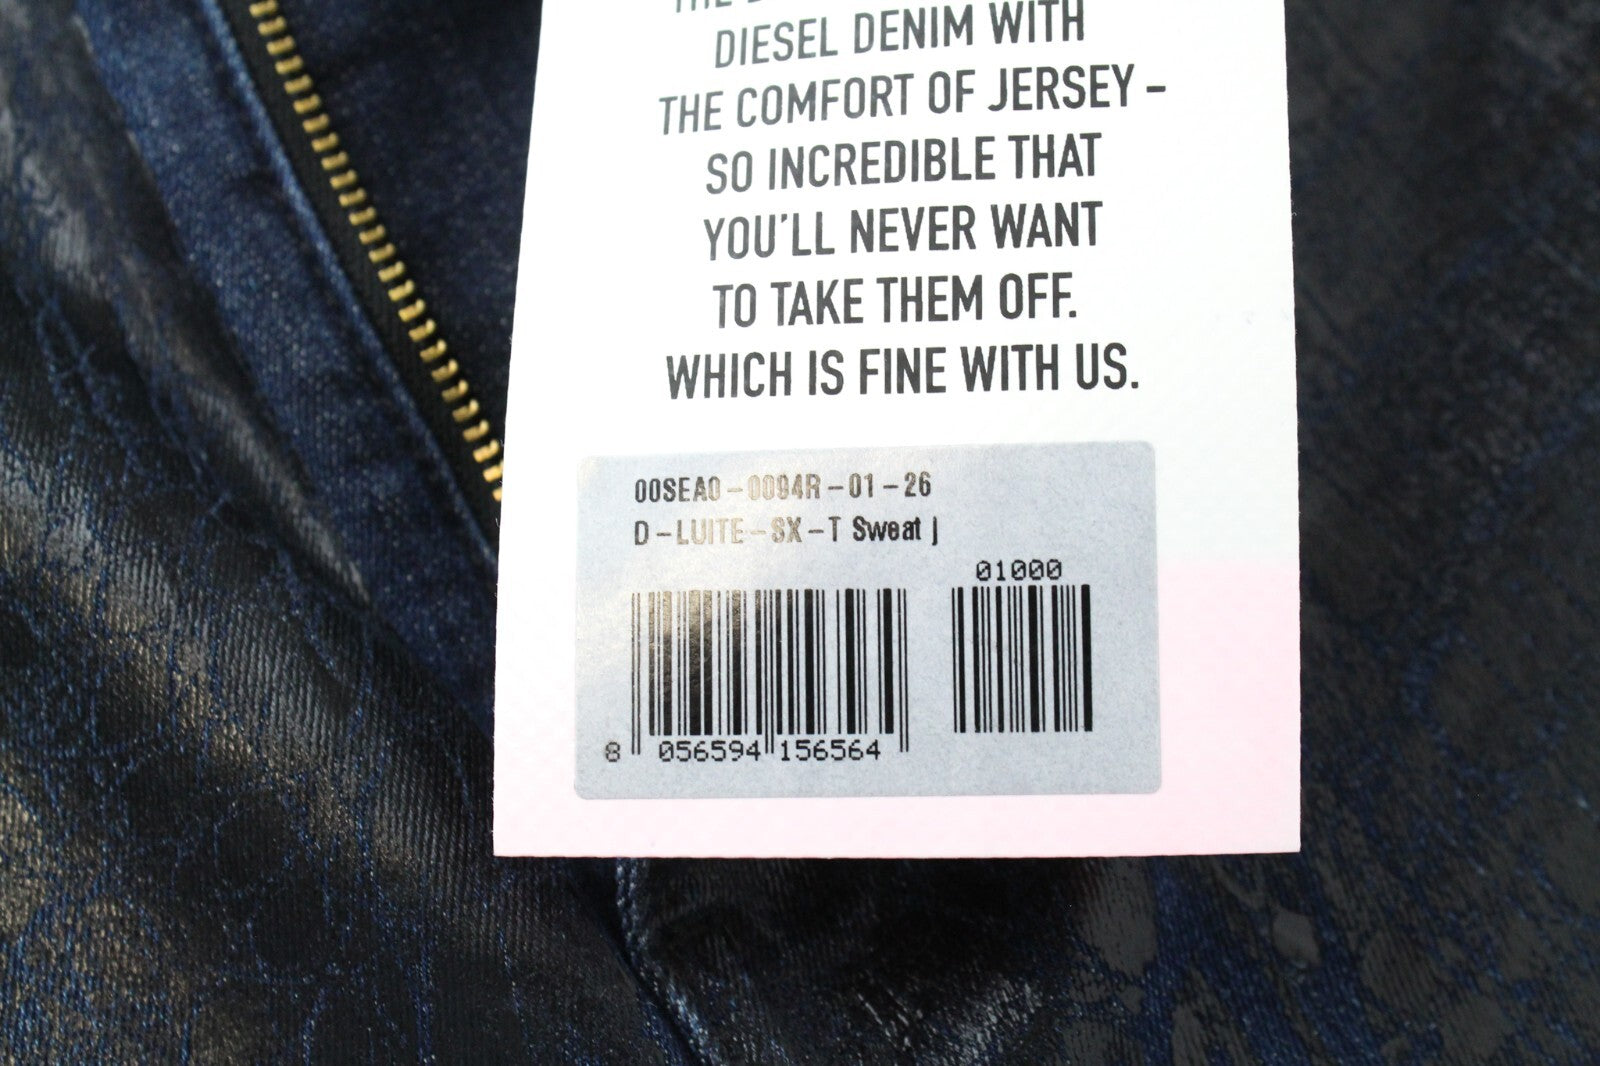 DIESEL DENIM WITH
THE COMFORT OF JERSEY -
SO INCREDIBLE THAT
YOU'LL NEVER WANT
TO TAKE THEM OFF.
WHICH IS FINE WITH US.
00SEA0-0094R-01-26
D-LUITE-SX-T Sweat j
01000
8 056594 156564